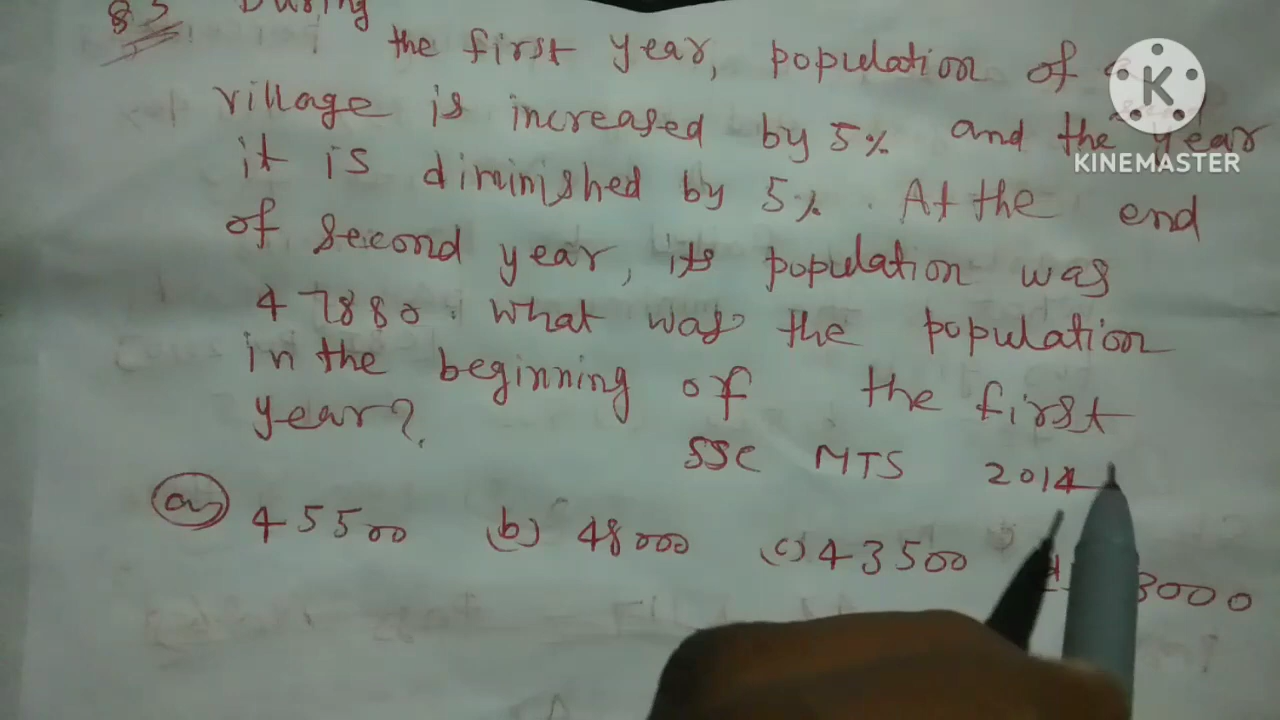 During
the first year, population of a
village is increased by 5% and the year
it is diminished by 5%. At the end
of second year, its population was
47880. What was the population
in the beginning of the first
year?
SSC MTS 2014
(a) 45500 (b) 48000 (c) 43500 3000
K
KINEMASTER